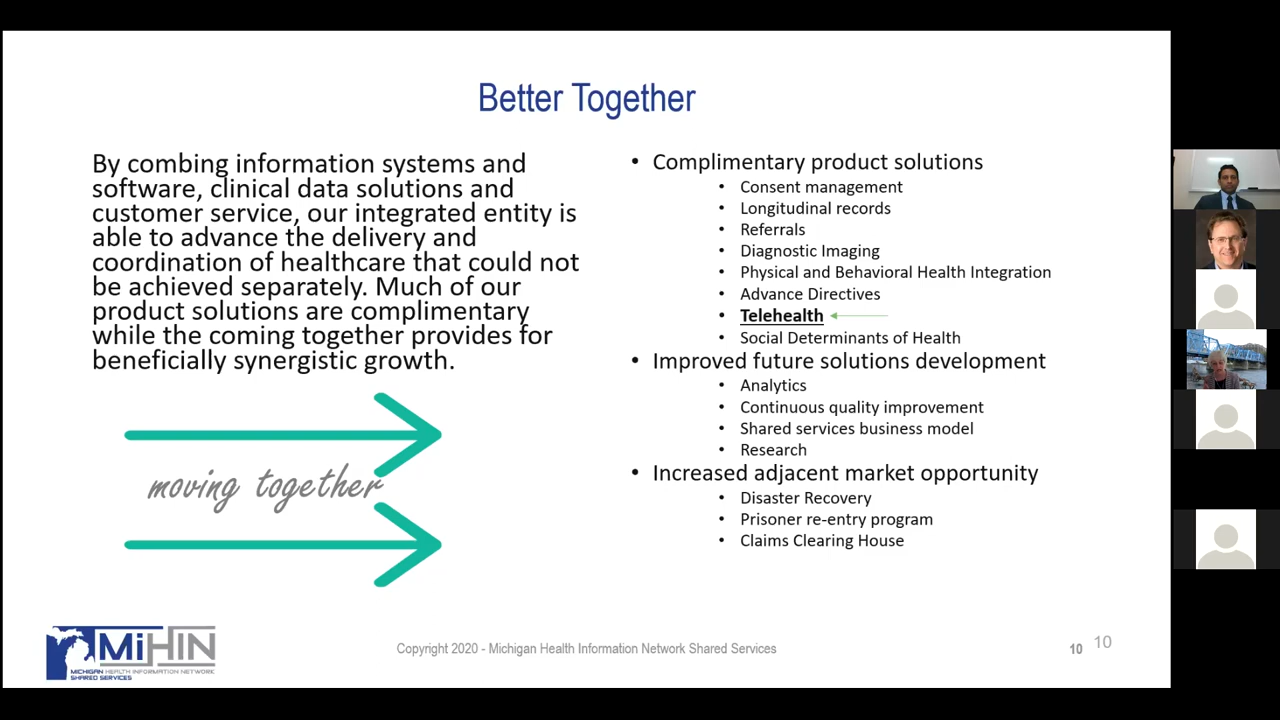 Better Together
By combing information systems and
software, clinical data solutions and
customer service, our integrated entity is
able to advance the delivery and
coordination of healthcare that could not
be achieved separately. Much of our
product solutions are complimentary
while the coming together provides for
beneficially synergistic growth.
moving together
• Complimentary product solutions
• Consent management
• Longitudinal records
• Referrals
• Diagnostic Imaging
• Physical and Behavioral Health Integration
• Advance Directives
• Telehealth
• Social Determinants of Health
• Improved future solutions development
• Analytics
• Continuous quality improvement
• Shared services business model
• Research
• Increased adjacent market opportunity
• Disaster Recovery
• Prisoner re-entry program
• Claims Clearing House
MiHIN
MICHIGAN HEALTH INFORMATION NETWORK
SHARED SERVICES
Copyright 2020 - Michigan Health Information Network Shared Services
10 10